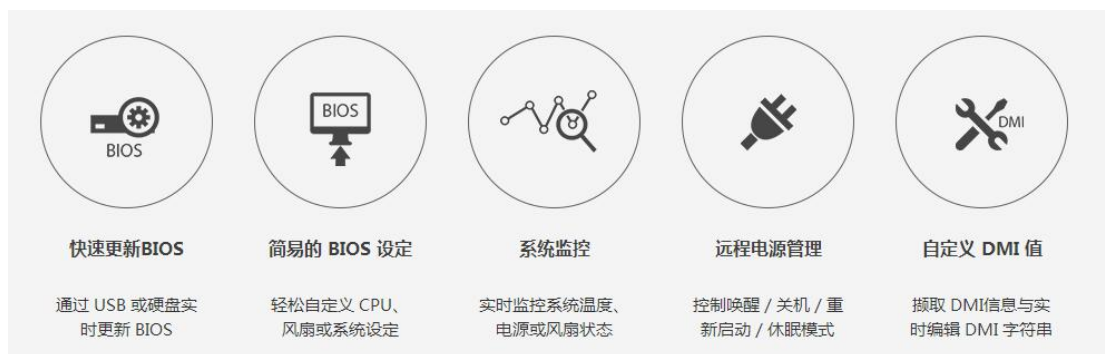 BIOS
BIOS
DMI
快速更新BIOS
简易的 BIOS 设定
系统监控
远程电源管理
自定义 DMI 值
通过 USB 或硬盘实
时更新 BIOS
轻松自定义 CPU、
风扇或系统设定
实时监控系统温度、
电源或风扇状态
控制唤醒 / 关机 / 重
新启动 / 休眠模式
撷取 DMI信息与实
时编辑 DMI 字符串